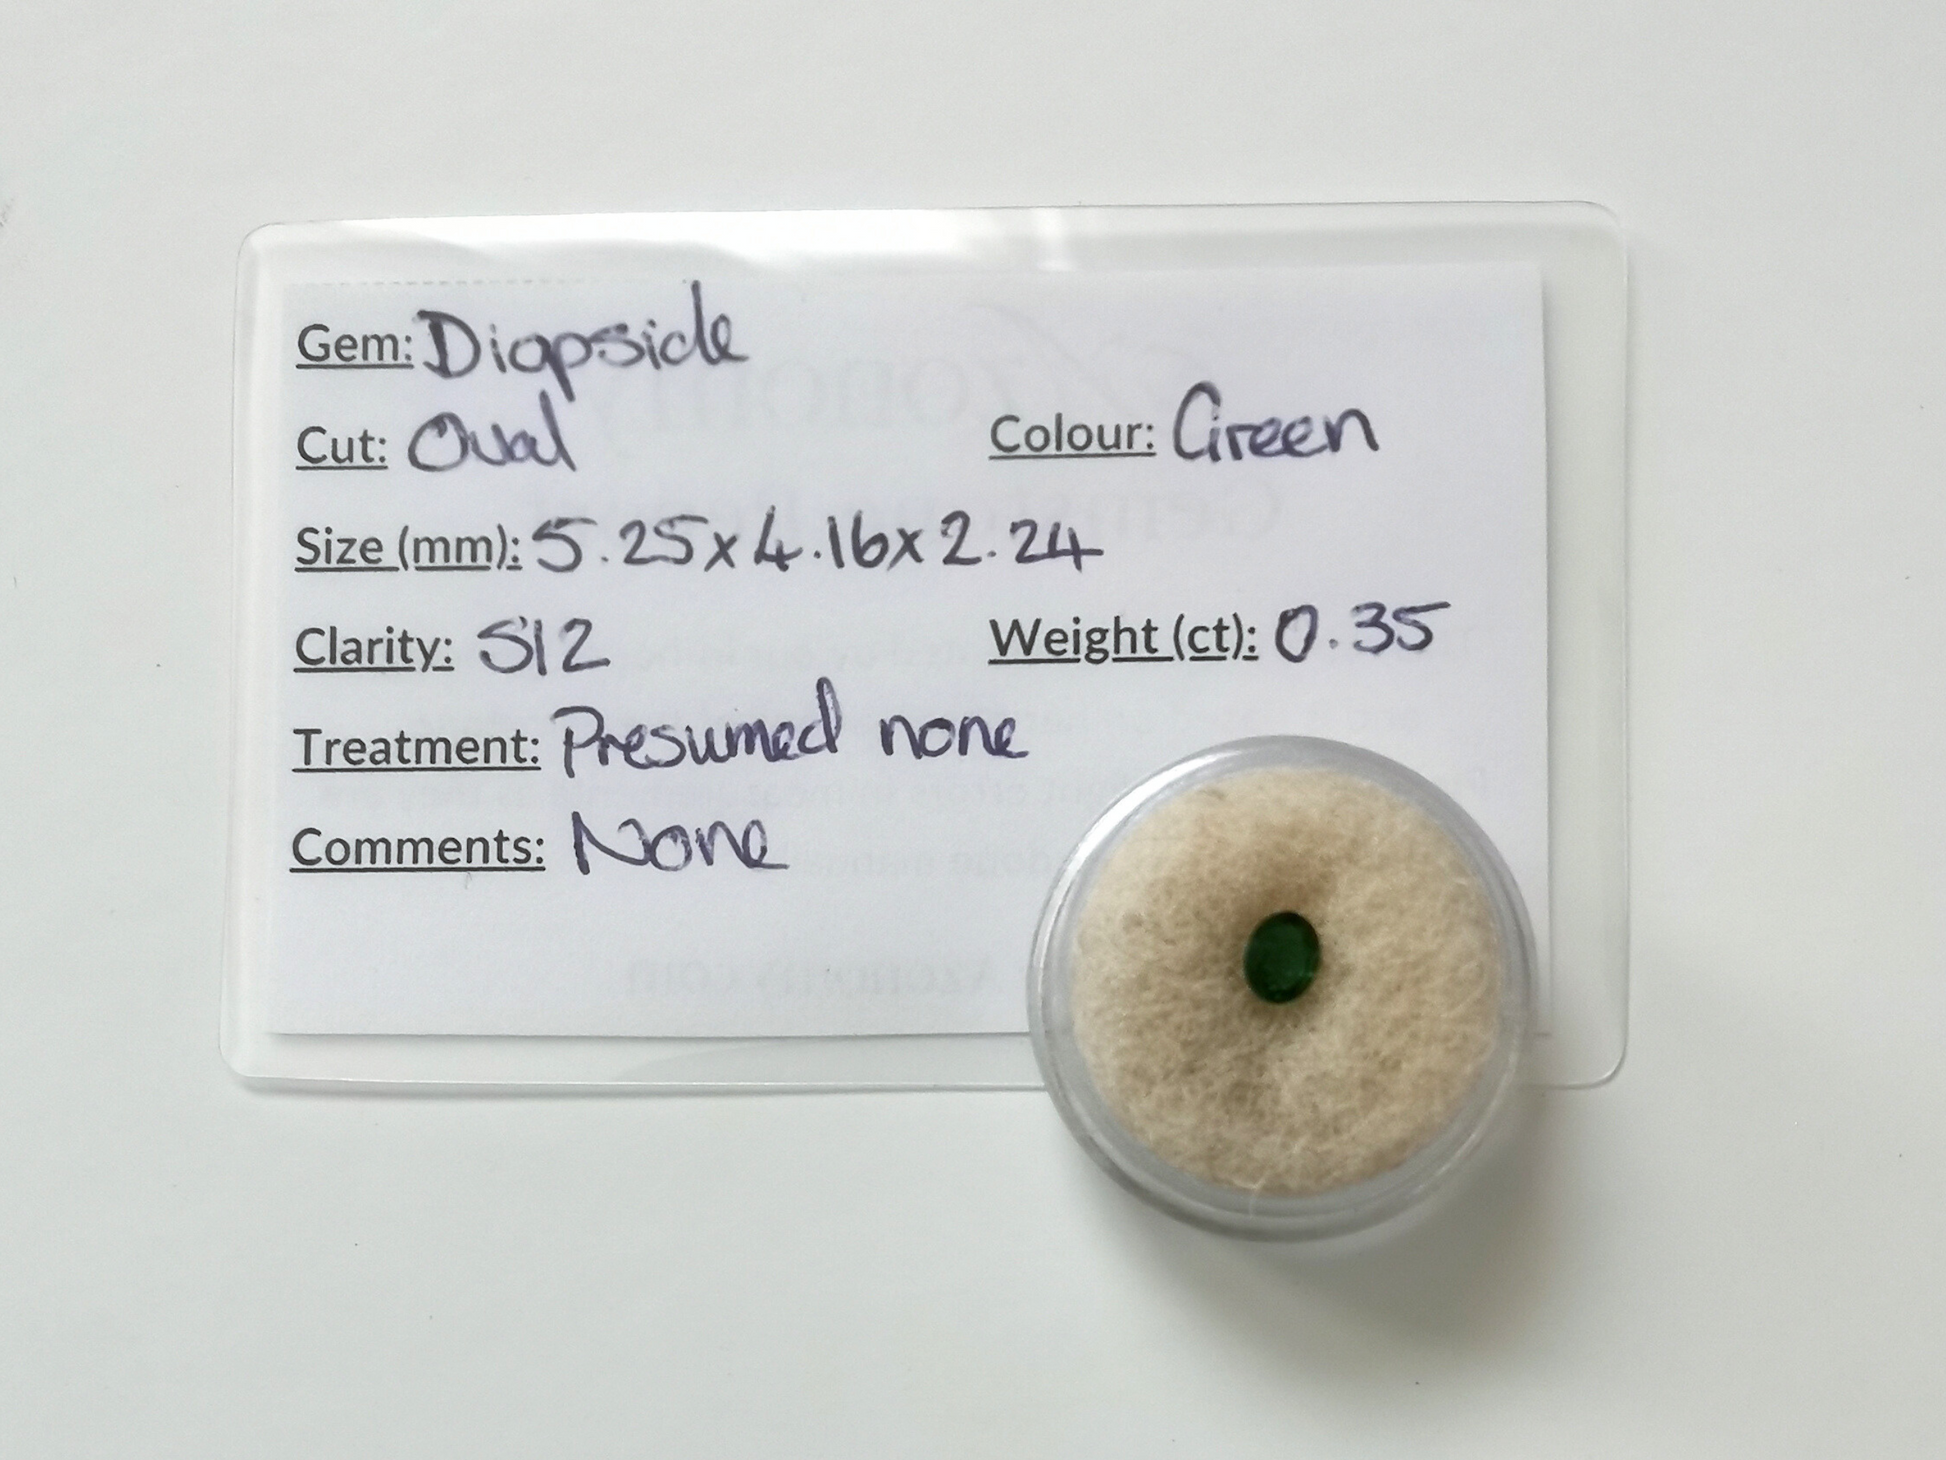 Gem: Diopside
Cut: Oval Colour: Green
Size (mm): 5.25x4.16x2.24
Clarity: SI2 Weight (ct): 0.35
Treatment: Presumed none
Comments: None